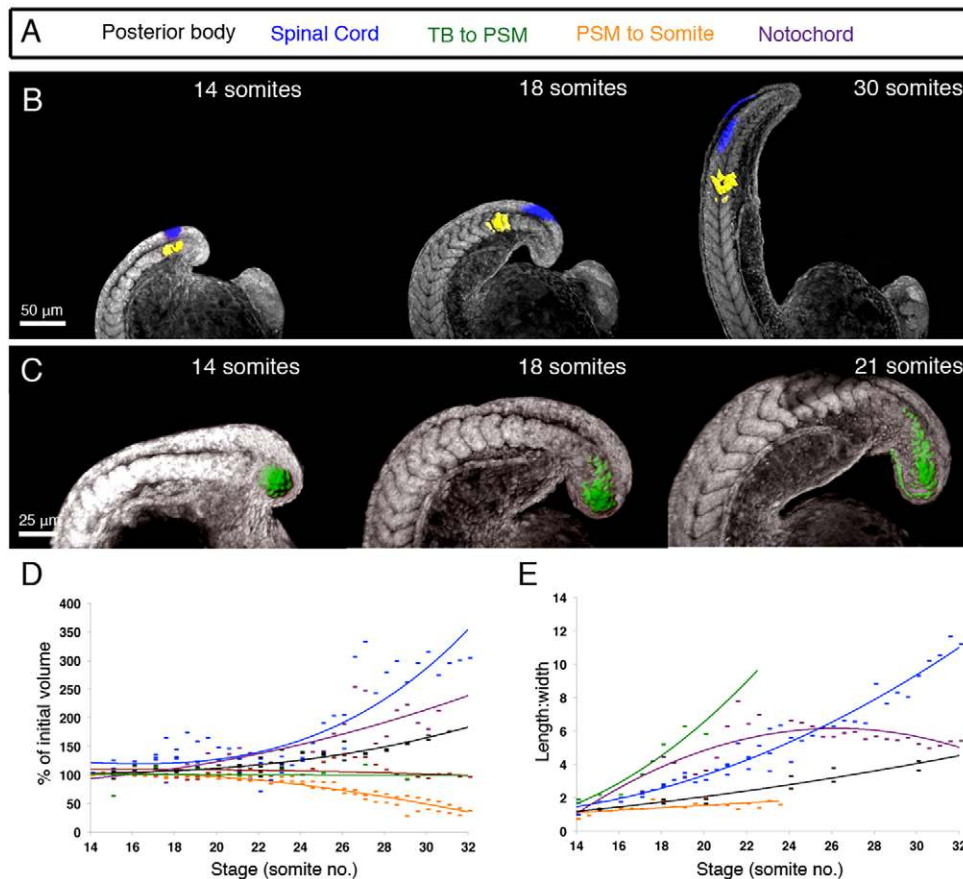 A Posterior body Spinal Cord TB to PSM PSM to Somite Notochord
B 14 somites 18 somites 30 somites
50 µm
C 14 somites 18 somites 21 somites
25 µm
D
400
350
300
250
200
150
100
50
0
% of initial volume
14 16 18 20 22 24 26 28 30 32
Stage (somite no.)
E
14
12
10
8
6
4
2
0
Length:width
14 16 18 20 22 24 26 28 30 32
Stage (somite no.)